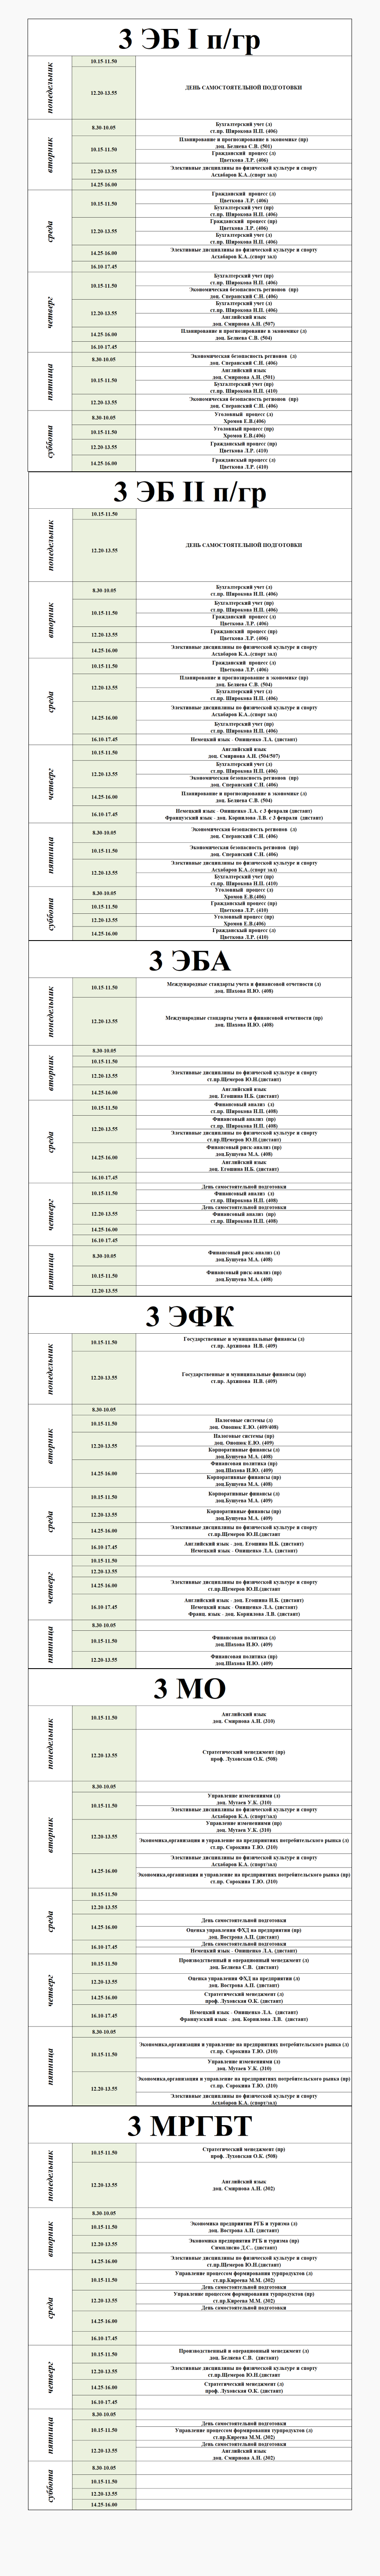 3 ЭБ I п/гр
понедельник
10.15-11.50
12.20-13.55
ДЕНЬ САМОСТОЯТЕЛЬНОЙ ПОДГОТОВКИ
вторник
8.30-10.05
Бухгалтерский учет (л)
ст.пр. Широкова Н.П. (406)
10.15-11.50
Планирование и прогнозирование в экономике (пр)
доц. Беляева С.В. (501)
Гражданский процесс (л)
Цветкова Л.Р. (406)
12.20-13.55
Элективные дисциплины по физической культуре и спорту
Асхабаров К.А.(спорт зал)
14.25-16.00
среда
10.15-11.50
Гражданский процесс (л)
Цветкова Л.Р. (406)
Бухгалтерский учет (пр)
ст.пр. Широкова Н.П. (406)
12.20-13.55
Гражданский процесс (пр)
Цветкова Л.Р. (406)
Бухгалтерский учет (л)
ст.пр. Широкова Н.П. (406)
14.25-16.00
Элективные дисциплины по физической культуре и спорту
Асхабаров К.А.(спорт зал)
16.10-17.45
четверг
10.15-11.50
Бухгалтерский учет (пр)
ст.пр. Широкова Н.П. (406)
Экономическая безопасность регионов (пр)
доц. Сперанский С.Н. (406)
12.20-13.55
Бухгалтерский учет (л)
ст.пр. Широкова Н.П. (406)
Английский язык
доц. Смирнова А.Н. (507)
14.25-16.00
Планирование и прогнозирование в экономике (л)
доц. Беляева С.В. (504)
16.10-17.45
пятница
8.30-10.05
Экономическая безопасность регионов (л)
доц. Сперанский С.Н. (406)
10.15-11.50
Английский язык
доц. Смирнова А.Н. (501)
Бухгалтерский учет (пр)
ст.пр. Широкова Н.П. (410)
12.20-13.55
Экономическая безопасность регионов (пр)
доц. Сперанский С.Н. (406)
суббота
8.30-10.05
Уголовный процесс (л)
Хромов Е.В.(406)
10.15-11.50
Уголовный процесс (пр)
Хромов Е.В.(406)
12.20-13.55
Гражданский процесс (пр)
Цветкова Л.Р. (410)
14.25-16.00
Гражданский процесс (л)
Цветкова Л.Р. (410)
3 ЭБ II п/гр
понедельник
10.15-11.50
12.20-13.55
ДЕНЬ САМОСТОЯТЕЛЬНОЙ ПОДГОТОВКИ
вторник
8.30-10.05
Бухгалтерский учет (л)
ст.пр. Широкова Н.П. (406)
10.15-11.50
Бухгалтерский учет (пр)
ст.пр. Широкова Н.П. (406)
Гражданский процесс (л)
Цветкова Л.Р. (406)
12.20-13.55
Гражданский процесс (пр)
Цветкова Л.Р. (406)
14.25-16.00
Элективные дисциплины по физической культуре и спорту
Асхабаров К.А.(спорт зал)
среда
10.15-11.50
Гражданский процесс (л)
Цветкова Л.Р. (406)
12.20-13.55
Планирование и прогнозирование в экономике (пр)
доц. Беляева С.В. (504)
Бухгалтерский учет (л)
ст.пр. Широкова Н.П. (406)
14.25-16.00
Элективные дисциплины по физической культуре и спорту
Асхабаров К.А.(спорт зал)
Бухгалтерский учет (пр)
ст.пр. Широкова Н.П. (406)
16.10-17.45
Немецкий язык - Онищенко Л.А. (дистант)
четверг
10.15-11.50
Английский язык
доц. Смирнова А.Н. (504/507)
12.20-13.55
Бухгалтерский учет (л)
ст.пр. Широкова Н.П. (406)
Экономическая безопасность регионов (пр)
доц. Сперанский С.Н. (406)
14.25-16.00
Планирование и прогнозирование в экономике (л)
доц. Беляева С.В. (504)
16.10-17.45
Немецкий язык - Онищенко Л.А. с 3 февраля (дистант)
Французский язык - доц. Корнилова Л.В. с 3 февраля (дистант)
пятница
8.30-10.05
Экономическая безопасность регионов (л)
доц. Сперанский С.Н. (406)
10.15-11.50
Экономическая безопасность регионов (пр)
доц. Сперанский С.Н. (406)
12.20-13.55
Элективные дисциплины по физической культуре и спорту
Асхабаров К.А.(спорт/зал)
Бухгалтерский учет (пр)
ст.пр. Широкова Н.П. (410)
суббота
8.30-10.05
Уголовный процесс (л)
Хромов Е.В.(406)
10.15-11.50
Гражданский процесс (пр)
Цветкова Л.Р. (410)
12.20-13.55
Уголовный процесс (пр)
Хромов Е.В.(406)
14.25-16.00
Гражданский процесс (л)
Цветкова Л.Р. (410)
3 ЭБА
понедельник
10.15-11.50
Международные стандарты учета и финансовой отчетности (л)
доц. Шахова И.Ю. (408)
12.20-13.55
Международные стандарты учета и финансовой отчетности (пр)
доц. Шахова И.Ю. (408)
вторник
8.30-10.05
10.15-11.50
12.20-13.55
Элективные дисциплины по физической культуре и спорту
ст.пр.Щемеров Ю.Н.(дистант)
14.25-16.00
Английский язык
доц. Егошина Н.Б. (дистант)
среда
10.15-11.50
Финансовый анализ (л)
ст.пр. Широкова Н.П. (408)
12.20-13.55
Финансовый анализ (пр)
ст.пр. Широкова Н.П. (408)
Элективные дисциплины по физической культуре и спорту
ст.пр.Щемеров Ю.Н.(дистант)
14.25-16.00
Финансовый риск-анализ (пр)
доц.Бушуева М.А. (408)
Английский язык
доц. Егошина Н.Б. (дистант)
16.10-17.45
четверг
10.15-11.50
День самостоятельной подготовки
Финансовый анализ (л)
ст.пр. Широкова Н.П. (408)
12.20-13.55
День самостоятельной подготовки
Финансовый анализ (пр)
ст.пр. Широкова Н.П. (408)
14.25-16.00
16.10-17.45
пятница
8.30-10.05
Финансовый риск-анализ (л)
доц.Бушуева М.А. (408)
10.15-11.50
Финансовый риск-анализ (пр)
доц.Бушуева М.А. (408)
12.20-13.55
3 ЭФК
понедельник
10.15-11.50
Государственные и муниципальные финансы (л)
ст.пр. Архипова Н.В. (409)
12.20-13.55
Государственные и муниципальные финансы (пр)
ст.пр. Архипова Н.В. (409)
вторник
8.30-10.05
10.15-11.50
Налоговые системы (л)
доц. Онопюк Е.Ю. (409/408)
12.20-13.55
Налоговые системы (пр)
доц. Онопюк Е.Ю. (409)
Корпоративные финансы (л)
доц.Бушуева М.А. (408)
14.25-16.00
Финансовая политика (пр)
доц.Шахова И.Ю. (409)
Корпоративные финансы (пр)
доц.Бушуева М.А. (408)
среда
10.15-11.50
Корпоративные финансы (л)
доц.Бушуева М.А. (409)
12.20-13.55
Корпоративные финансы (пр)
доц.Бушуева М.А. (409)
14.25-16.00
Элективные дисциплины по физической культуре и спорту
ст.пр.Щемеров Ю.Н.(дистант
16.10-17.45
Английский язык - доц. Егошина Н.Б. (дистант)
Немецкий язык - Онищенко Л.А. (дистант)
четверг
10.15-11.50
12.20-13.55
14.25-16.00
Элективные дисциплины по физической культуре и спорту
ст.пр.Щемеров Ю.Н.(дистант
16.10-17.45
Английский язык - доц. Егошина Н.Б. (дистант)
Немецкий язык - Онищенко Л.А. (дистант)
Франц. язык - доц. Корнилова Л.В. (дистант)
пятница
8.30-10.05
10.15-11.50
Финансовая политика (л)
доц.Шахова И.Ю. (409)
12.20-13.55
Финансовая политика (пр)
доц.Шахова И.Ю. (409)
3 МО
понедельник
10.15-11.50
Английский язык
доц. Смирнова А.Н. (310)
12.20-13.55
Стратегический менеджмент (пр)
проф. Луховская О.К. (508)
вторник
8.30-10.05
10.15-11.50
Управление изменениями (л)
доц. Мугаев У.К. (310)
Элективные дисциплины по физической культуре и спорту
Асхабаров К.А. (спорт/зал)
12.20-13.55
Управление изменениями (пр)
доц. Мугаев У.К. (310)
Экономика,организация и управление на предприятиях потребительского рынка (л)
ст.пр. Сорокина Т.Ю. (310)
14.25-16.00
Элективные дисциплины по физической культуре и спорту
Асхабаров К.А. (спорт/зал)
Экономика,организация и управление на предприятиях потребительского рынка (пр)
ст.пр. Сорокина Т.Ю. (310)
среда
10.15-11.50
12.20-13.55
14.25-16.00
День самостоятельной подготовки
Оценка управления ФХД на предприятии (пр)
доц. Вострова А.П. (дистант)
16.10-17.45
День самостоятельной подготовки
Немецкий язык - Онищенко Л.А. (дистант)
четверг
10.15-11.50
Производственный и операционный менеджмент (л)
доц. Беляева С.В. (дистант)
12.20-13.55
Оценка управления ФХД на предприятии (л)
доц. Вострова А.П. (дистант)
14.25-16.00
Стратегический менеджмент (л)
проф. Луховская О.К. (дистант)
16.10-17.45
Немецкий язык - Онищенко Л.А. (дистант)
Французский язык - доц. Корнилова Л.В. (дистант)
пятница
8.30-10.05
10.15-11.50
Экономика,организация и управление на предприятиях потребительского рынка (л)
ст.пр. Сорокина Т.Ю. (310)
Управление изменениями (л)
доц. Мугаев У.К. (310)
12.20-13.55
Экономика,организация и управление на предприятиях потребительского рынка (пр)
ст.пр. Сорокина Т.Ю. (310)
Элективные дисциплины по физической культуре и спорту
Асхабаров К.А. (спорт/зал)
3 МРГБТ
понедельник
10.15-11.50
Стратегический менеджмент (пр)
проф. Луховская О.К. (508)
12.20-13.55
Английский язык
доц. Смирнова А.Н. (302)
вторник
8.30-10.05
10.15-11.50
Экономика предприятия РГБ и туризма (л)
доц. Вострова А.П. (дистант)
12.20-13.55
Экономика предприятия РГБ и туризма (пр)
Симплисио Д.С.. (дистант)
14.25-16.00
Элективные дисциплины по физической культуре и спорту
ст.пр.Щемеров Ю.Н.(дистант)
среда
10.15-11.50
Управление процессом формирования турпродуктов (л)
ст.пр.Киреева М.М. (302)
День самостоятельной подготовки
12.20-13.55
Управление процессом формирования турпродуктов (пр)
ст.пр.Киреева М.М. (302)
День самостоятельной подготовки
14.25-16.00
16.10-17.45
четверг
10.15-11.50
Производственный и операционный менеджмент (л)
доц. Беляева С.В. (дистант)
12.20-13.55
Элективные дисциплины по физической культуре и спорту
ст.пр.Щемеров Ю.Н.(дистант
14.25-16.00
Стратегический менеджмент (л)
проф. Луховская О.К. (дистант)
16.10-17.45
пятница
8.30-10.05
10.15-11.50
День самостоятельной подготовки
Управление процессом формирования турпродуктов (л)
ст.пр.Киреева М.М. (302)
12.20-13.55
День самостоятельной подготовки
Английский язык
доц. Смирнова А.Н. (302)
суббота
8.30-10.05
10.15-11.50
12.20-13.55
14.25-16.00